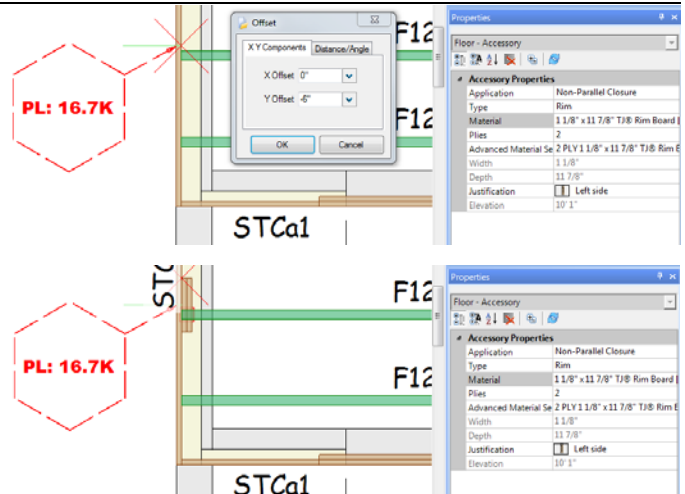 Offset
X Y Components Distance/Angle
X Offset 0"
Y Offset -6"
OK Cancel
PL: 16.7K
F12
F12
STCa1
Properties
Floor - Accessory
Accessory Properties
Application Non-Parallel Closure
Type Rim
Material 1 1/8" x 11 7/8" TJ® Rim Board
Plies 2
Advanced Material Se 2 PLY 1 1/8" x 11 7/8" TJ® Rim
Width 1 1/8"
Depth 11 7/8"
Justification Left side
Elevation 10' 1"
STC
PL: 16.7K
F12
F12
STCa1
Properties
Floor - Accessory
Accessory Properties
Application Non-Parallel Closure
Type Rim
Material 1 1/8" x 11 7/8" TJ® Rim Board
Plies 2
Advanced Material Se 2 PLY 1 1/8" x 11 7/8" TJ® Rim
Width 1 1/8"
Depth 11 7/8"
Justification Left side
Elevation 10' 1"